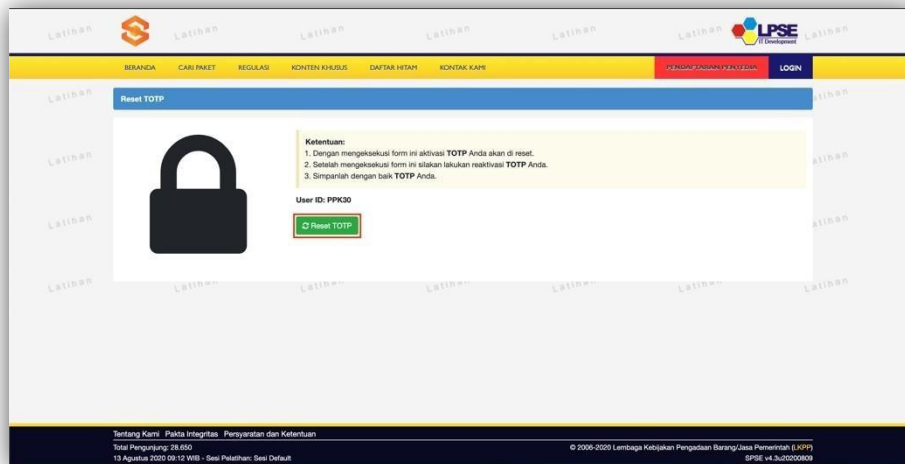 LPSE
IT Development
BERANDA CARI PAKET REGULASI KONTEN KHUSUS DAFTAR HITAM KONTAK KAMI PENDAFTARAN PENYEDIA LOGIN
Reset TOTP
Ketentuan:
1. Dengan mengeksekusi form ini aktivasi TOTP Anda akan di reset.
2. Setelah mengeksekusi form ini silakan lakukan reaktivasi TOTP Anda.
3. Simpanlah dengan baik TOTP Anda.
User ID: PPK30
Reset TOTP
Latihan Latihan Latihan Latihan Latihan Latihan Latihan
Tentang Kami Pakta Integritas Persyaratan dan Ketentuan
Total Pengunjung: 28.650 © 2006-2020 Lembaga Kebijakan Pengadaan Barang/Jasa Pemerintah (LKPP)
13 Agustus 2020 09:12 WIB - Sesi Pelatihan: Sesi Default SPSE v4.3u20200809